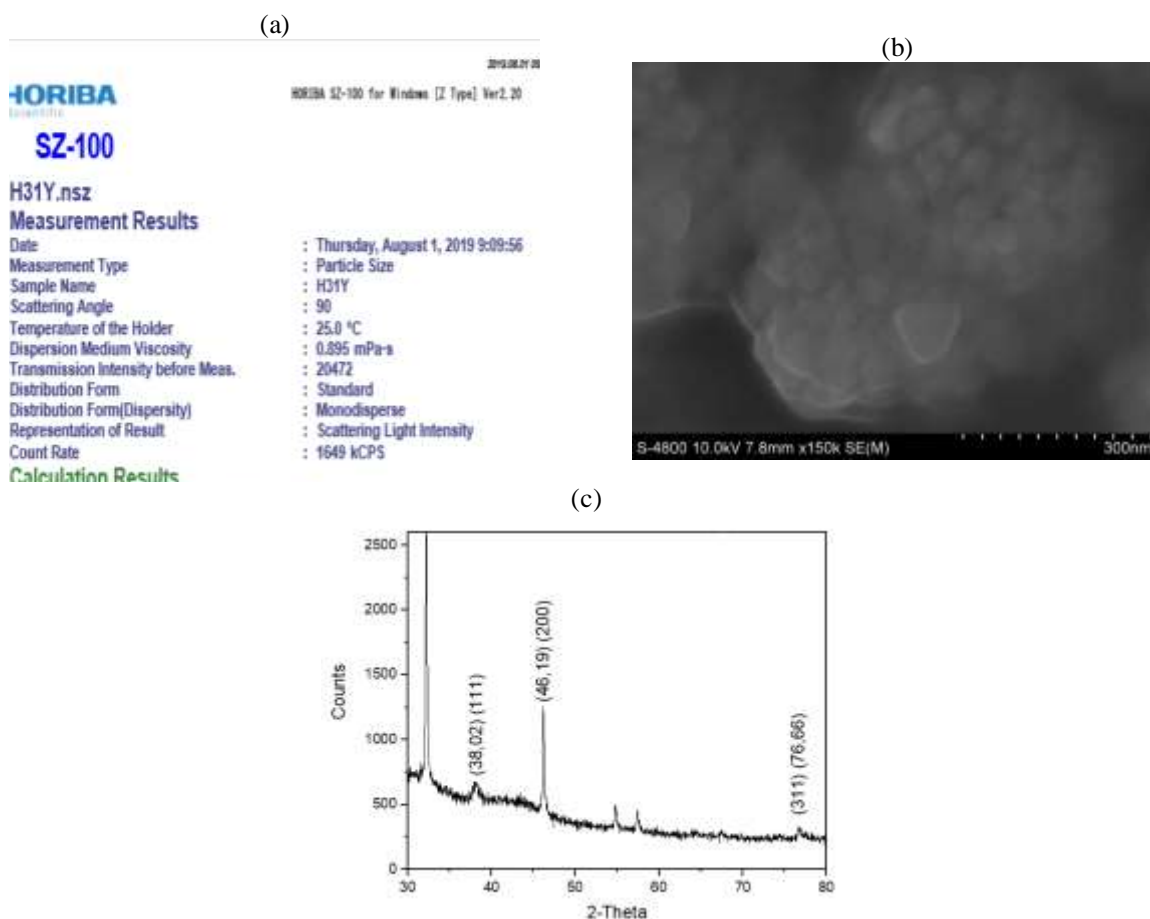 (a)
HORIBA
Scientific
HORIBA SZ-100 for Windows [Z Type] Ver2.20
SZ-100
H31Y.nsz
Measurement Results
Date : Thursday, August 1, 2019 9:09:56
Measurement Type : Particle Size
Sample Name : H31Y
Scattering Angle : 90
Temperature of the Holder : 25.0 °C
Dispersion Medium Viscosity : 0.895 mPa·s
Transmission Intensity before Meas. : 20472
Distribution Form : Standard
Distribution Form(Dispersity) : Monodisperse
Representation of Result : Scattering Light Intensity
Count Rate : 1649 kCPS
Calculation Results
(b)
S-4800 10.0kV 7.8mm x150k SE(M)
300nm
(c)
Counts
2500
2000
1500
1000
500
0
(38,02) (111)
(46,19) (200)
(311) (76,66)
30 40 50 60 70 80
2-Theta